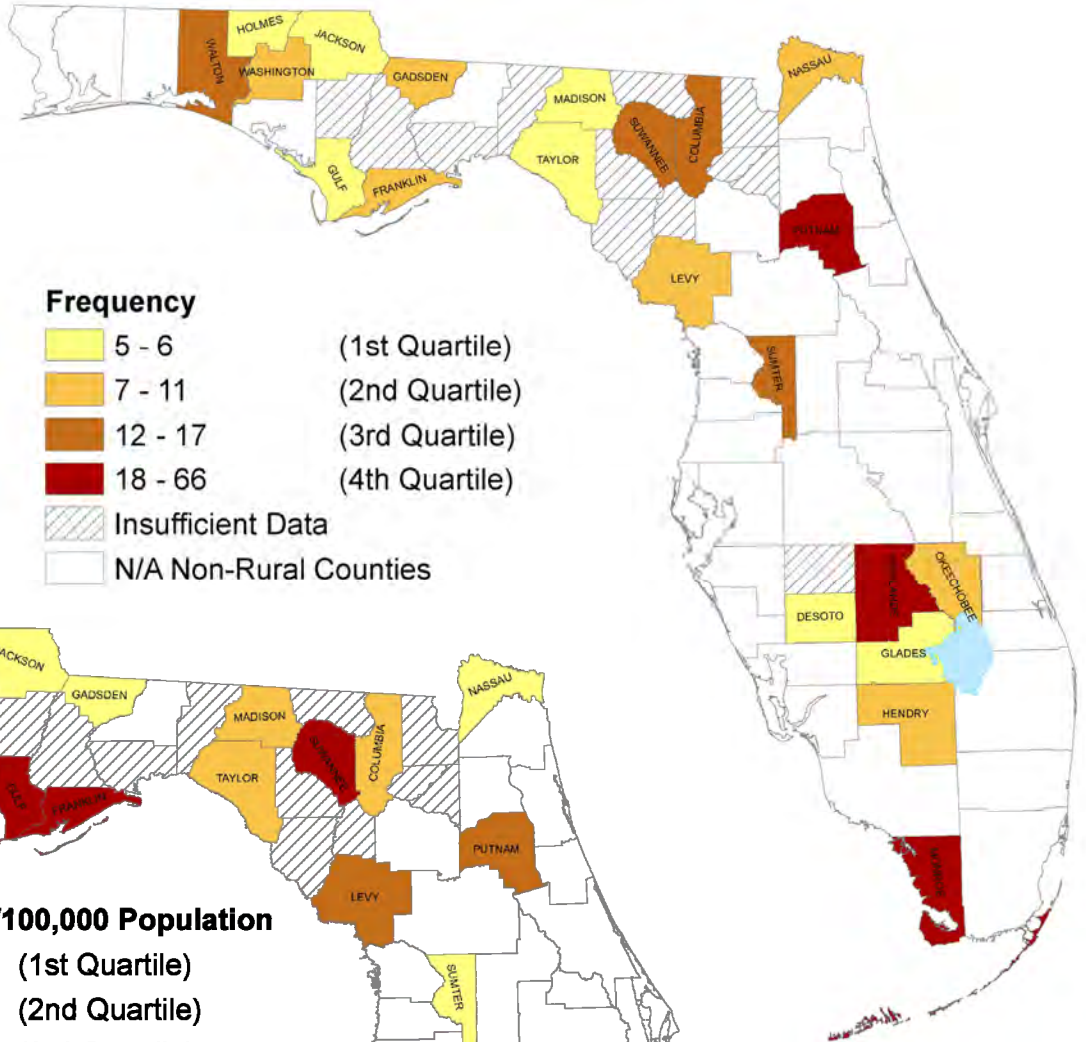 HOLMES
JACKSON
WALTON
WASHINGTON
GADSDEN
NASSAU
MADISON
SUWANNEE
COLUMBIA
TAYLOR
GULF
FRANKLIN
PUTNAM
LEVY
SUMTER
Frequency
5 - 6 (1st Quartile)
7 - 11 (2nd Quartile)
12 - 17 (3rd Quartile)
18 - 66 (4th Quartile)
Insufficient Data
N/A Non-Rural Counties
OKEECHOBEE
DESOTO
GLADES
HENDRY
MONROE
ACKSON
GADSDEN
NASSAU
MADISON
SUWANNEE
COLUMBIA
TAYLOR
GULF
FRANKLIN
PUTNAM
LEVY
/100,000 Population
(1st Quartile)
(2nd Quartile)
SUMTER